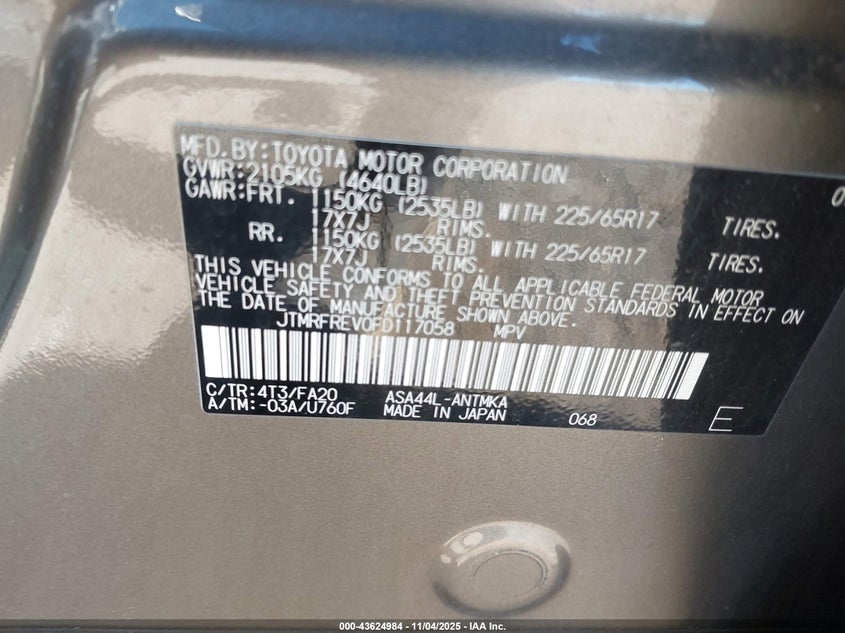 MFD. BY: TOYOTA MOTOR CORPORATION
GVWR: 2105KG (4640LB)
GAWR: FRT. 1150KG (2535LB) WITH 225/65R17 TIRES.
17X7J RIMS.
RR. 1150KG (2535LB) WITH 225/65R17 TIRES.
17X7J RIMS.
THIS VEHICLE CONFORMS TO ALL APPLICABLE FEDERAL MOTOR
VEHICLE SAFETY AND THEFT PREVENTION STANDARDS IN EFFECT ON
THE DATE OF MANUFACTURE SHOWN ABOVE.
JTMRFREV0FD117058 MPV
C/TR: 4T3/FA20 ASA44L-ANTMKA
A/TM: -03A/U760F MADE IN JAPAN 068 E
000-43624984 - 11/04/2025 - IAA Inc.